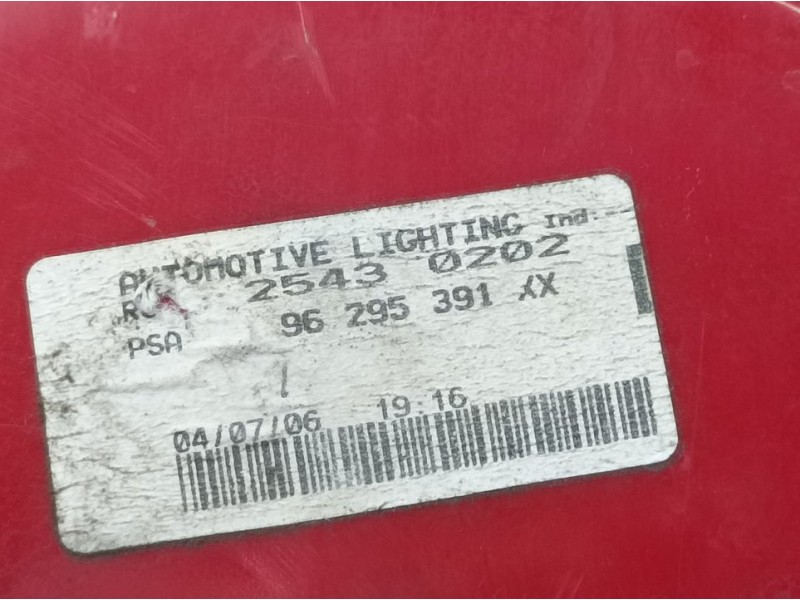 AUTOMOTIVE LIGHTING Ind:--
2543 0202
PSA 96 295 391 XX
04/07/06 19:16